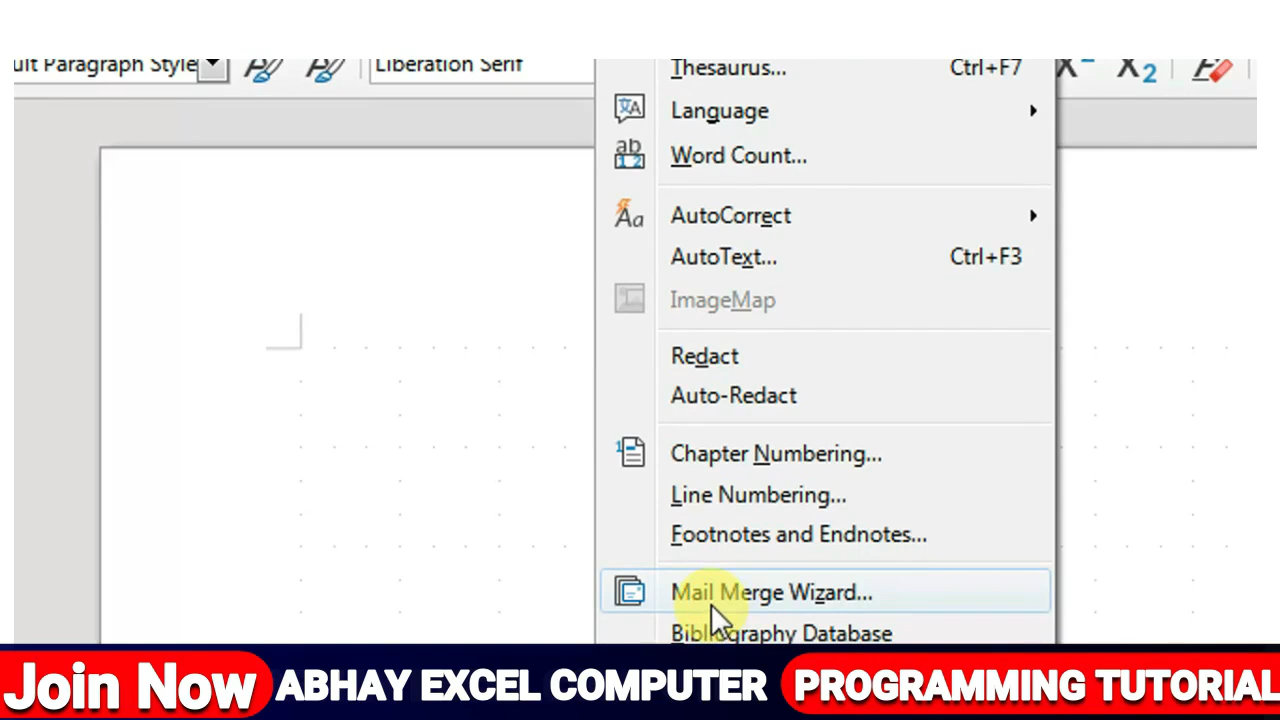 ult Paragraph Style
Liberation Serif
Thesaurus... Ctrl+F7
Language
Word Count...
AutoCorrect
AutoText... Ctrl+F3
ImageMap
Redact
Auto-Redact
Chapter Numbering...
Line Numbering...
Footnotes and Endnotes...
Mail Merge Wizard...
Bibliography Database
Join Now ABHAY EXCEL COMPUTER PROGRAMMING TUTORIAL